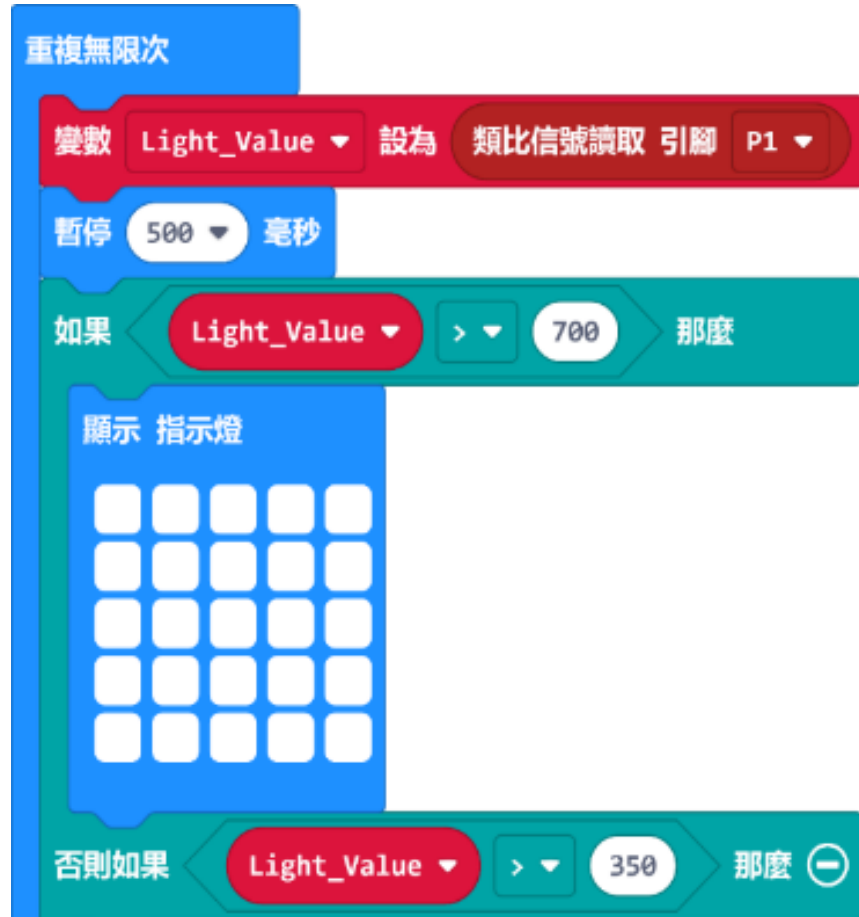 重複無限次
變數 Light_Value 設為 類比信號讀取 引腳 P1
暫停 500 毫秒
如果 Light_Value > 700 那麼
顯示 指示燈
否則如果 Light_Value > 350 那麼